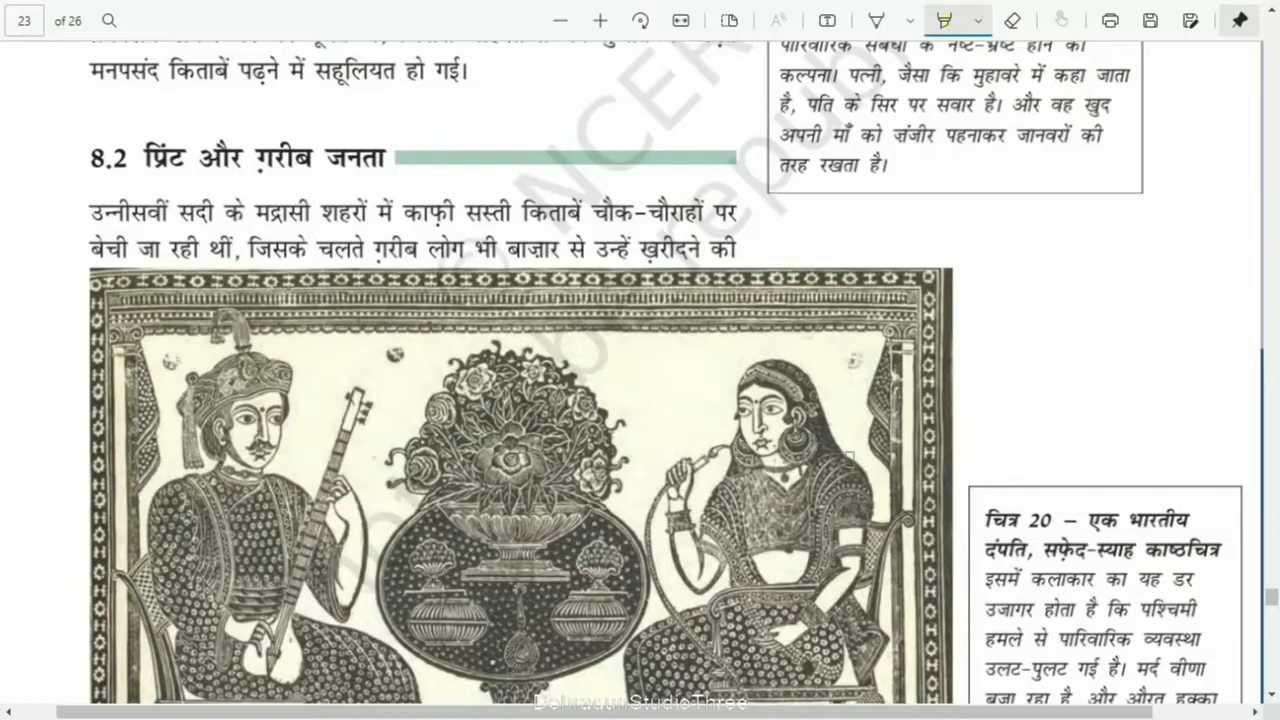 23 of 26
मनपसंद किताबें पढ़ने में सहूलियत हो गई।
8.2 प्रिंट और ग़रीब जनता
उन्नीसवीं सदी के मद्रासी शहरों में काफ़ी सस्ती किताबें चौक-चौराहों पर
बेची जा रही थीं, जिसके चलते ग़रीब लोग भी बाज़ार से उन्हें ख़रीदने की
पारिवारिक संबंधों के नष्ट-भ्रष्ट होने की
कल्पना। पत्नी, जैसा कि मुहावरे में कहा जाता
है, पति के सिर पर सवार है। और वह खुद
अपनी माँ को ज़ंजीर पहनाकर जानवरों की
तरह रखता है।
चित्र 20 – एक भारतीय
दंपति, सफ़ेद-स्याह काष्ठचित्र
इसमें कलाकार का यह डर
उजागर होता है कि पश्चिमी
हमले से पारिवारिक व्यवस्था
उलट-पुलट गई है। मर्द वीणा
बजा रहा है और औरत हुक्का
© NCER
republ